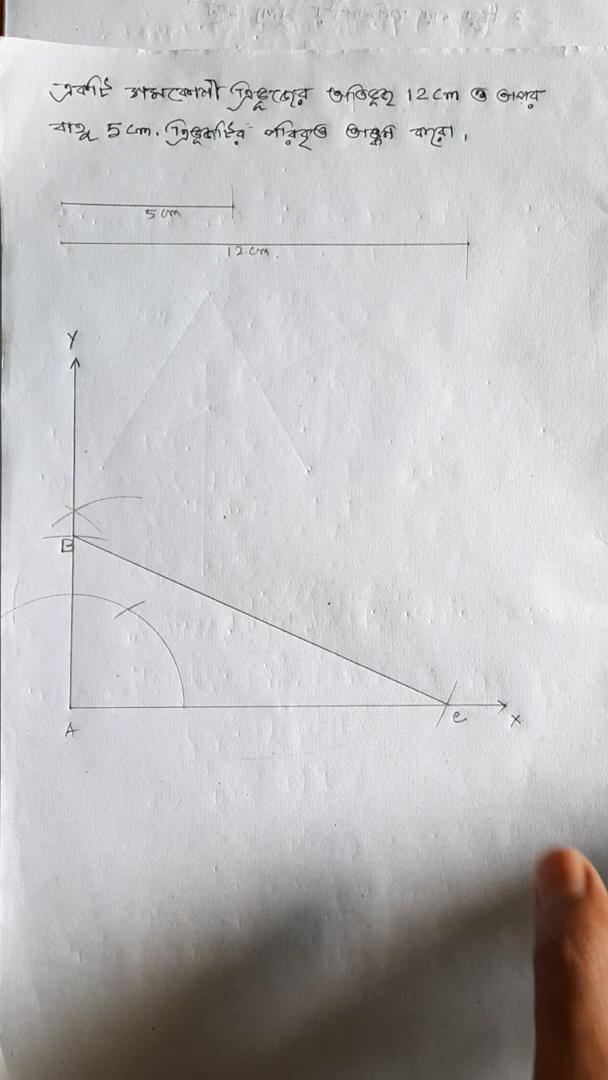 একটি সমকোণী ত্রিভূজের অতিভূজ 12 cm ও অপর
বাহু 5 cm. ত্রিভূজটির পরিবৃত্ত অঙ্কন করো।
5 cm
12 cm.
Y
B
A
C
X